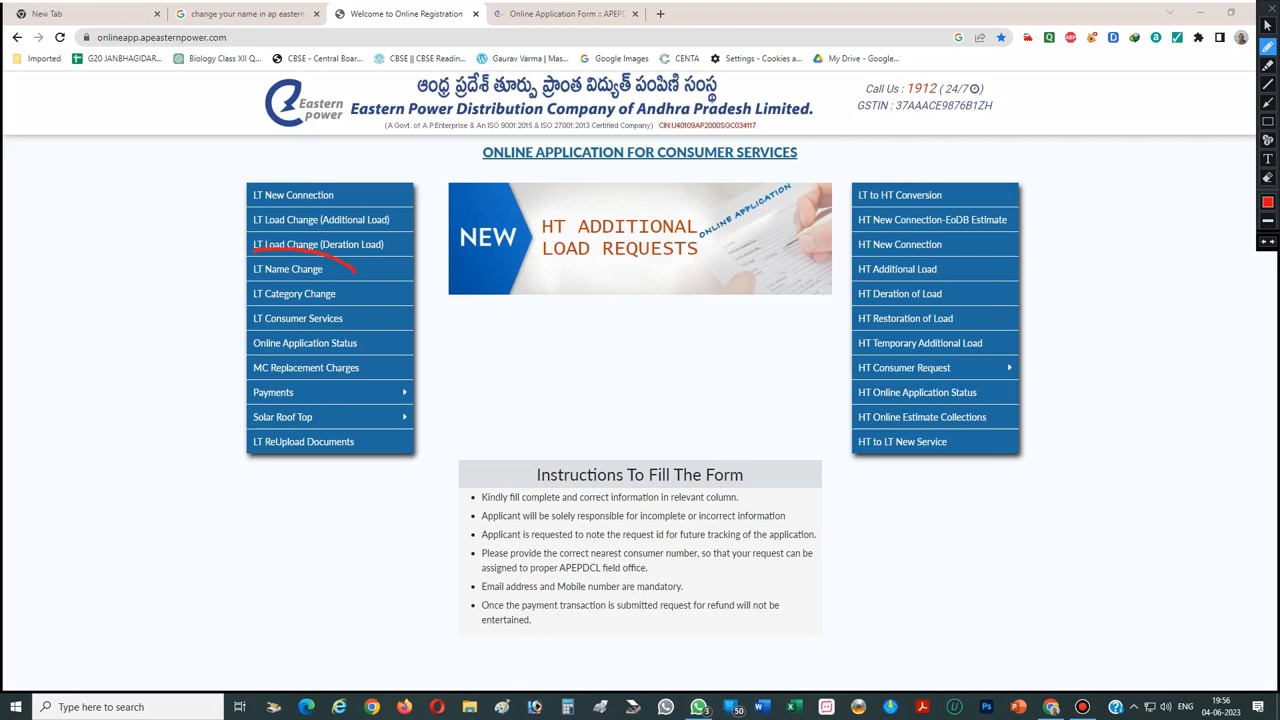 New Tab
change your name in ap eastern
Welcome to Online Registration
Online Application Form :: APEPD
onlineapp.apeasternpower.com
Imported
G20 JANBHAGIDAR...
Biology Class XII Q...
CBSE - Central Boar...
CBSE || CBSE Readin...
Gaurav Varma | Mas...
Google Images
CENTA
Settings - Cookies a...
My Drive - Google...
Eastern
power
ఆంధ్ర ప్రదేశ్ తూర్పు ప్రాంత విద్యుత్ పంపిణి సంస్థ
Eastern Power Distribution Company of Andhra Pradesh Limited.
(A Govt. of A.P.Enterprise & An ISO 9001:2015 & ISO 27001:2013 Certified Company) CIN:U40109AP2000SGC034117
Call Us : 1912 ( 24/7 )
GSTIN : 37AAACE9876B1ZH
ONLINE APPLICATION FOR CONSUMER SERVICES
LT New Connection
LT Load Change (Additional Load)
LT Load Change (Deration Load)
LT Name Change
LT Category Change
LT Consumer Services
Online Application Status
MC Replacement Charges
Payments
Solar Roof Top
LT ReUpload Documents
NEW
HT ADDITIONAL
LOAD REQUESTS
ONLINE APPLICATION
LT to HT Conversion
HT New Connection-EoDB Estimate
HT New Connection
HT Additional Load
HT Deration of Load
HT Restoration of Load
HT Temporary Additional Load
HT Consumer Request
HT Online Application Status
HT Online Estimate Collections
HT to LT New Service
Instructions To Fill The Form
Kindly fill complete and correct information in relevant column.
Applicant will be solely responsible for incomplete or incorrect information
Applicant is requested to note the request id for future tracking of the application.
Please provide the correct nearest consumer number, so that your request can be
assigned to proper APEPDCL field office.
Email address and Mobile number are mandatory.
Once the payment transaction is submitted request for refund will not be
entertained.
Type here to search
3
50
ENG
19:56
04-06-2023